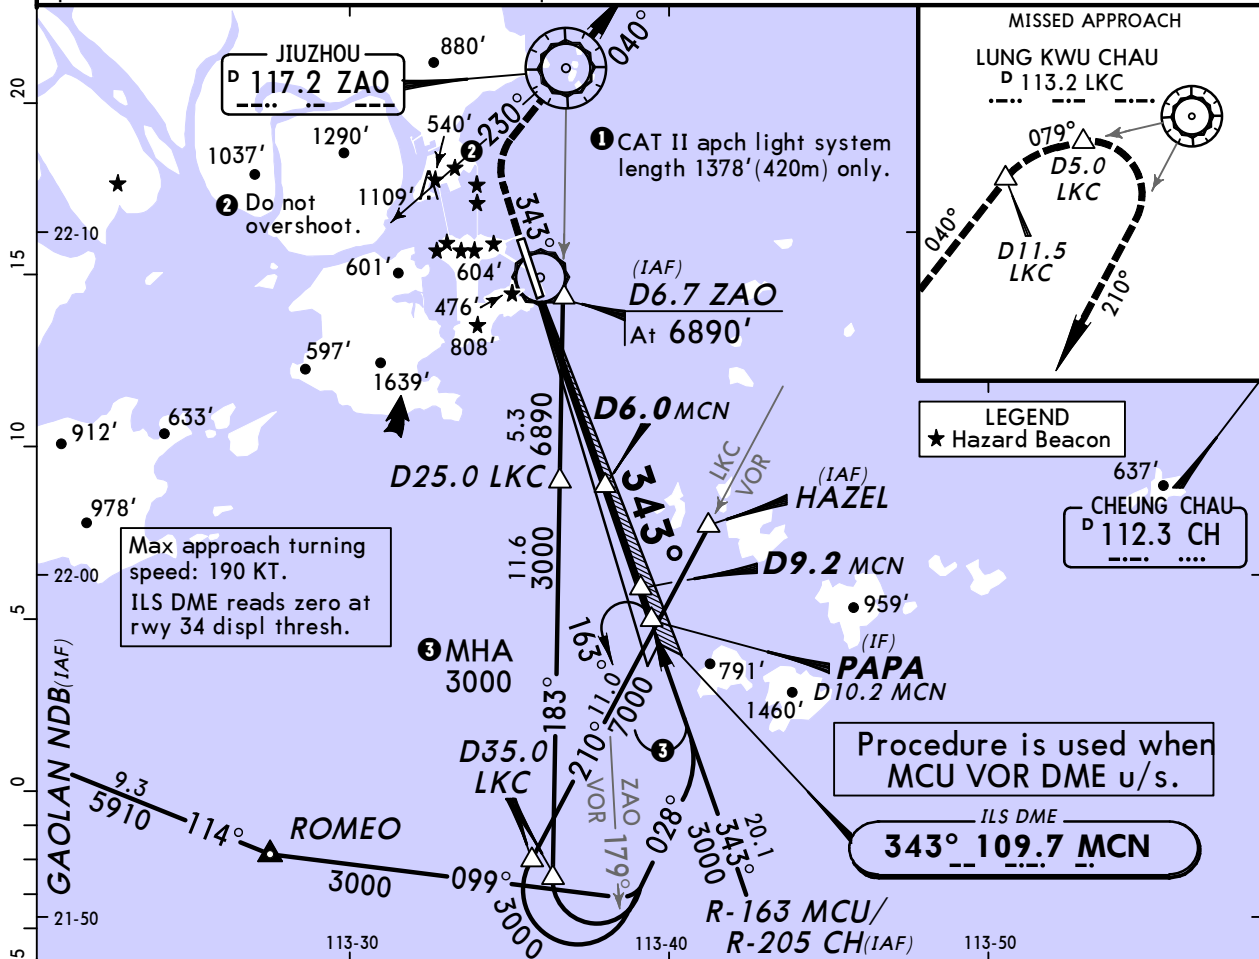 MISSED APPROACH
LUNG KWU CHAU
D 113.2 LKC
079°
D5.0
LKC
D11.5
LKC
040°
210°
JIUZHOU
D 117.2 ZAO
880'
040°
230°
540'
2
1 CAT II apch light system
length 1378'(420m) only.
1290'
1037'
1109'
2 Do not
overshoot.
343°
20
22-10
15
601'
604'
476'
808'
(IAF)
D6.7 ZAO
At 6890'
597'
1639'
633'
912'
978'
10
5.3
6890
D6.0 MCN
D25.0 LKC
343°
LKC
VOR
(IAF)
HAZEL
LEGEND
★ Hazard Beacon
637'
CHEUNG CHAU
D 112.3 CH
Max approach turning
speed: 190 KT.
ILS DME reads zero at
rwy 34 displ thresh.
11.6
3000
D9.2 MCN
22-00
5
959'
163°
3 MHA
3000
(IF)
PAPA
D10.2 MCN
791'
1460'
183°
11.0
7000
210°
3
Procedure is used when
MCU VOR DME u/s.
D35.0
LKC
ZAO
VOR
179°
028°
20.1
343°
3000
ILS DME
343° 109.7 MCN
0
GAOLAN NDB(IAF)
9.3
5910
114°
ROMEO
3000
099°
3000
R-163 MCU/
R-205 CH(IAF)
21-50
5
113-30
113-40
113-50